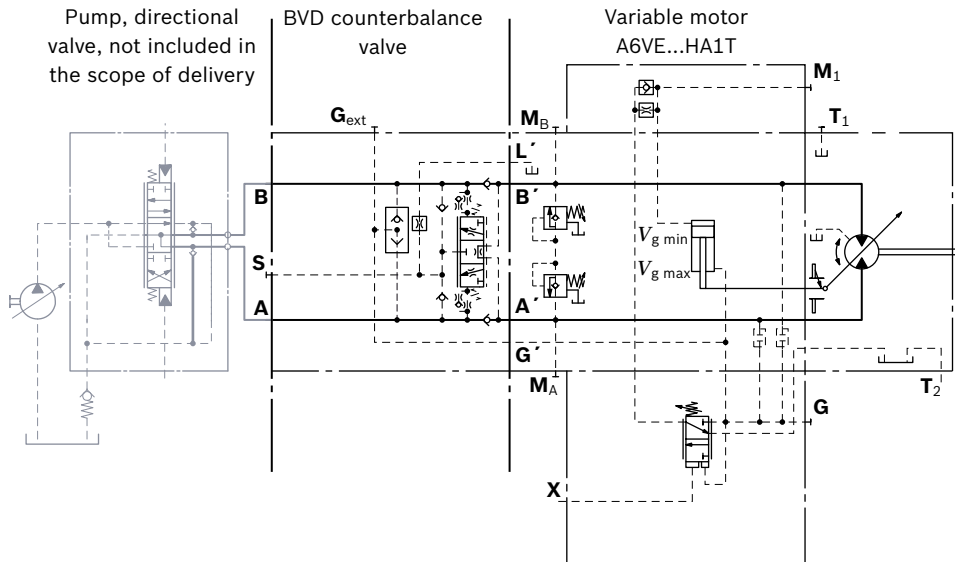 Pump, directional
valve, not included in
the scope of delivery
BVD counterbalance
valve
Variable motor
A6VE...HA1T
M1
Gext
MB
T1
L´
B
B´
Vg min
S
Vg max
A
A´
G´
MA
T2
G
X